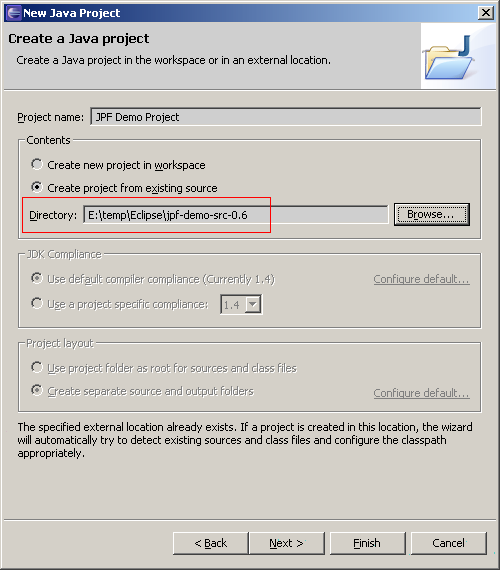 New Java Project
Create a Java project
Create a Java project in the workspace or in an external location.
Project name: JPF Demo Project
Contents
Create new project in workspace
Create project from existing source
Directory: E:\temp\Eclipse\jpf-demo-src-0.6 Browse...
JDK Compliance
Use default compiler compliance (Currently 1.4) Configure default...
Use a project specific compliance: 1.4
Project layout
Use project folder as root for sources and class files
Create separate source and output folders Configure default...
The specified external location already exists. If a project is created in this location, the wizard
will automatically try to detect existing sources and class files and configure the classpath
appropriately.
< Back Next > Finish Cancel